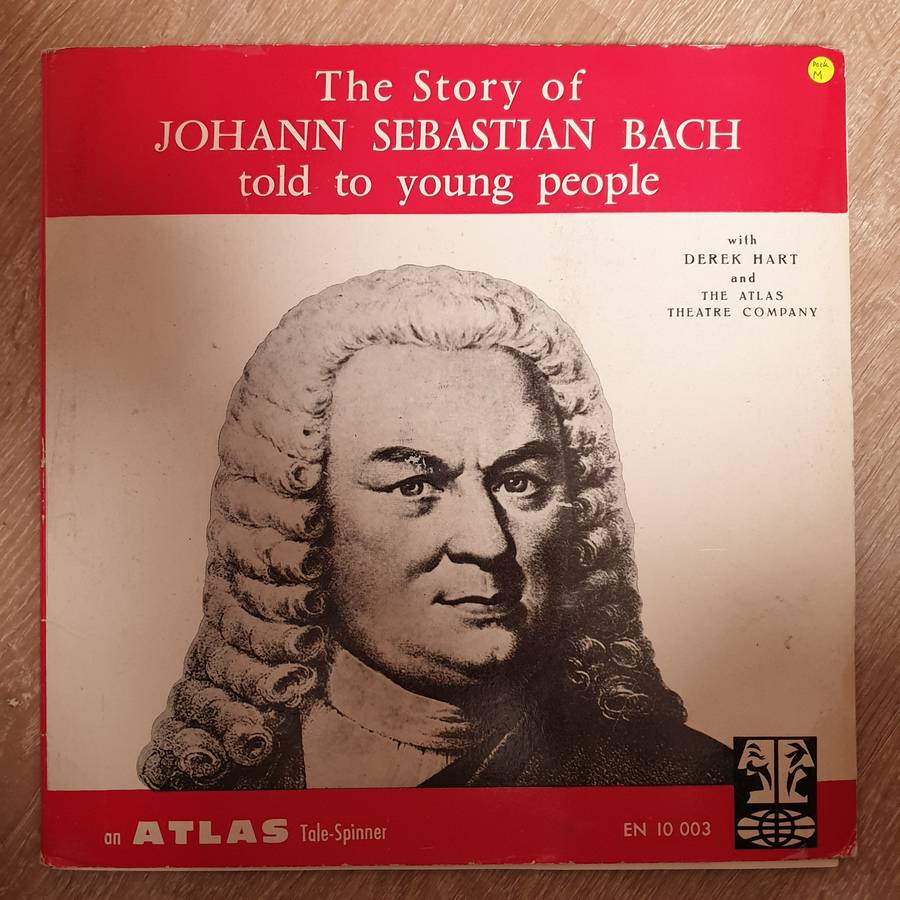 The Story of
JOHANN SEBASTIAN BACH
told to young people
Pock
M
with
DEREK HART
and
THE ATLAS
THEATRE COMPANY
an ATLAS Tale-Spinner
EN 10 003